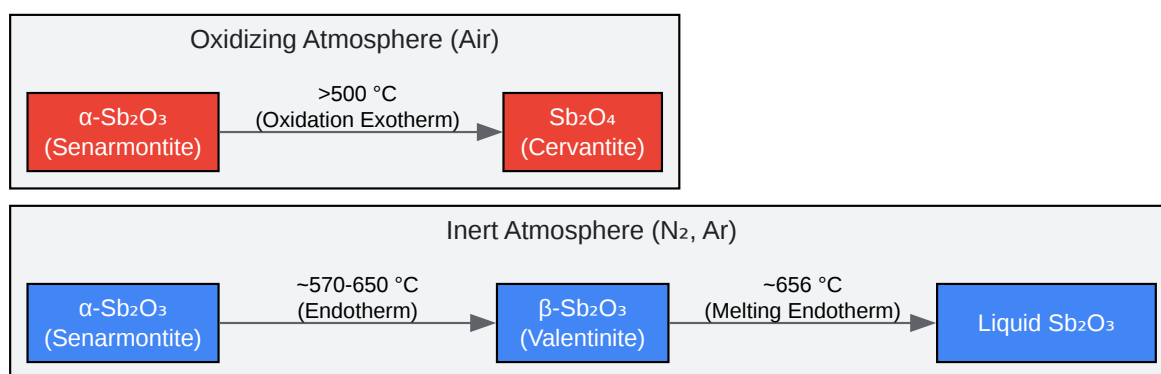 Oxidizing Atmosphere (Air)
α-Sb₂O₃
(Senarmontite)
>500 °C
(Oxidation Exotherm)
Sb₂O₄
(Cervantite)
Inert Atmosphere (N₂, Ar)
α-Sb₂O₃
(Senarmontite)
~570-650 °C
(Endotherm)
β-Sb₂O₃
(Valentinite)
~656 °C
(Melting Endotherm)
Liquid Sb₂O₃